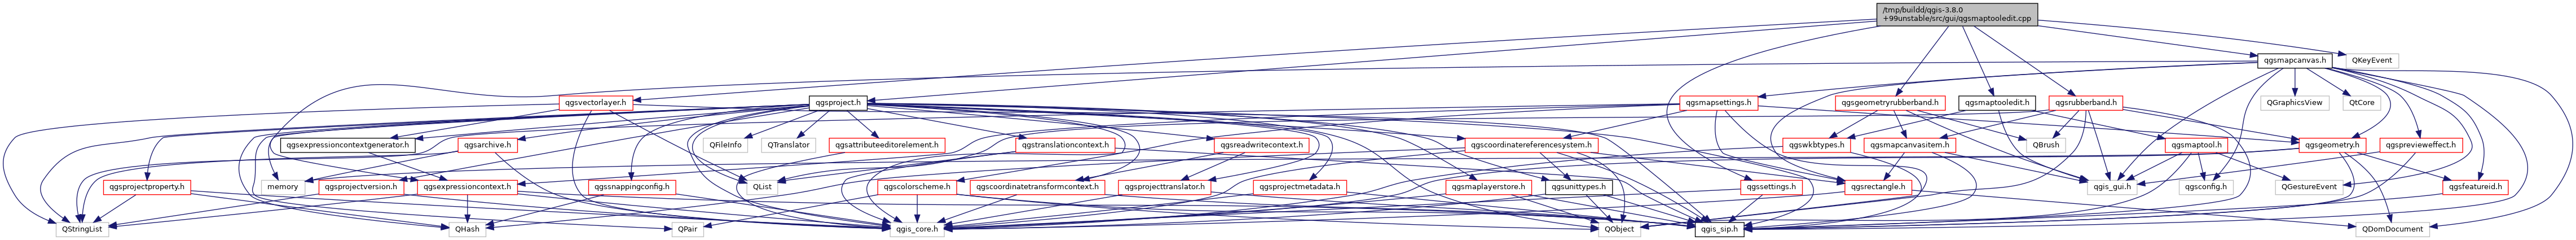 /tmp/buildd/qgis-3.8.0
+99unstable/src/gui/qgsmaptooledit.cpp
qgsmapcanvas.h
QKeyEvent
qgsvectorlayer.h
qgsproject.h
qgsmapsettings.h
qgsgeometryrubberband.h
qgsmaptooledit.h
qgsrubberband.h
QGraphicsView
QtCore
qgsexpressioncontextgenerator.h
qgsarchive.h
QFileInfo
QTranslator
qgsattributeeditorelement.h
qgstranslationcontext.h
qgsreadwritecontext.h
qgscoordinatereferencesystem.h
qgswkbtypes.h
qgsmapcanvasitem.h
QBrush
qgsmaptool.h
qgsgeometry.h
qgspreviewe​ffect.h
qgsprojectproperty.h
memory
qgsprojectversion.h
qgsexpressioncontext.h
qgssnappingconfig.h
QList
qgscolorscheme.h
qgscoordinatetransformcontext.h
qgsprojecttranslator.h
qgsprojectmetadata.h
qgsmaplayerstore.h
qgsunittypes.h
qgssettings.h
qgsrectangle.h
qgis_gui.h
qgsconfig.h
QGestureEvent
qgsfeatureid.h
QStringList
QHash
QPair
qgis_core.h
QObject
qgis_sip.h
QDomDocument